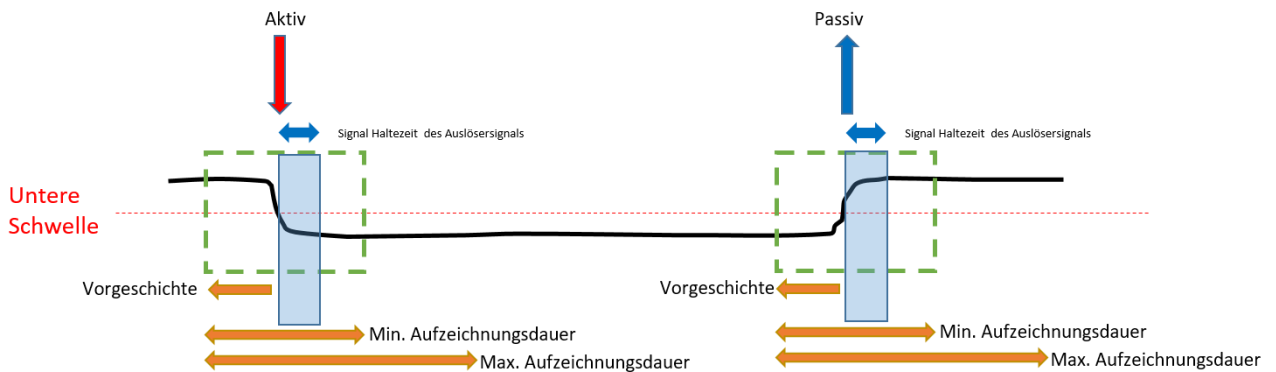 Aktiv
Passiv
Signal Haltezeit des Auslösersignals
Signal Haltezeit des Auslösersignals
Untere
Schwelle
Vorgeschichte
Vorgeschichte
Min. Aufzeichnungsdauer
Min. Aufzeichnungsdauer
Max. Aufzeichnungsdauer
Max. Aufzeichnungsdauer